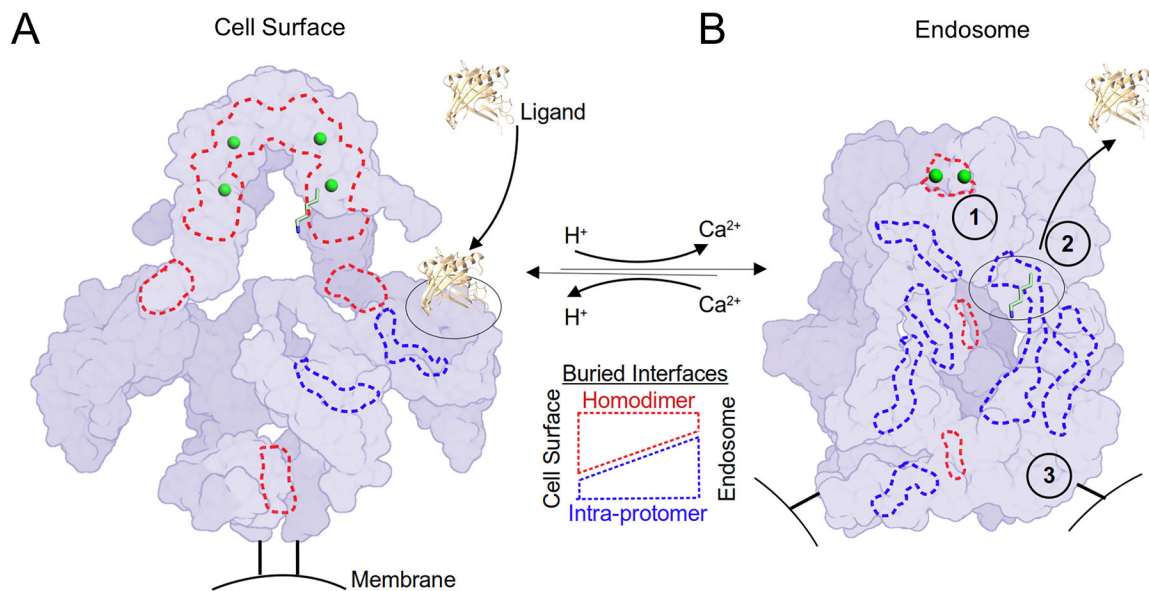 A
Cell Surface
Ligand
Membrane
H⁺
Ca²⁺
H⁺
Ca²⁺
Buried Interfaces
Homodimer
Cell Surface
Endosome
Intra-protomer
B
Endosome
1
2
3